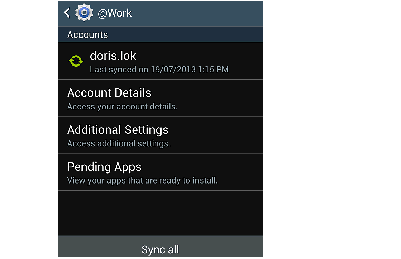 @Work
Accounts
doris.lok
Last synced on 19/07/2013 1:15 PM
Account Details
Access your account details.
Additional Settings
Access additional settings.
Pending Apps
View your apps that are ready to install.
Sync all